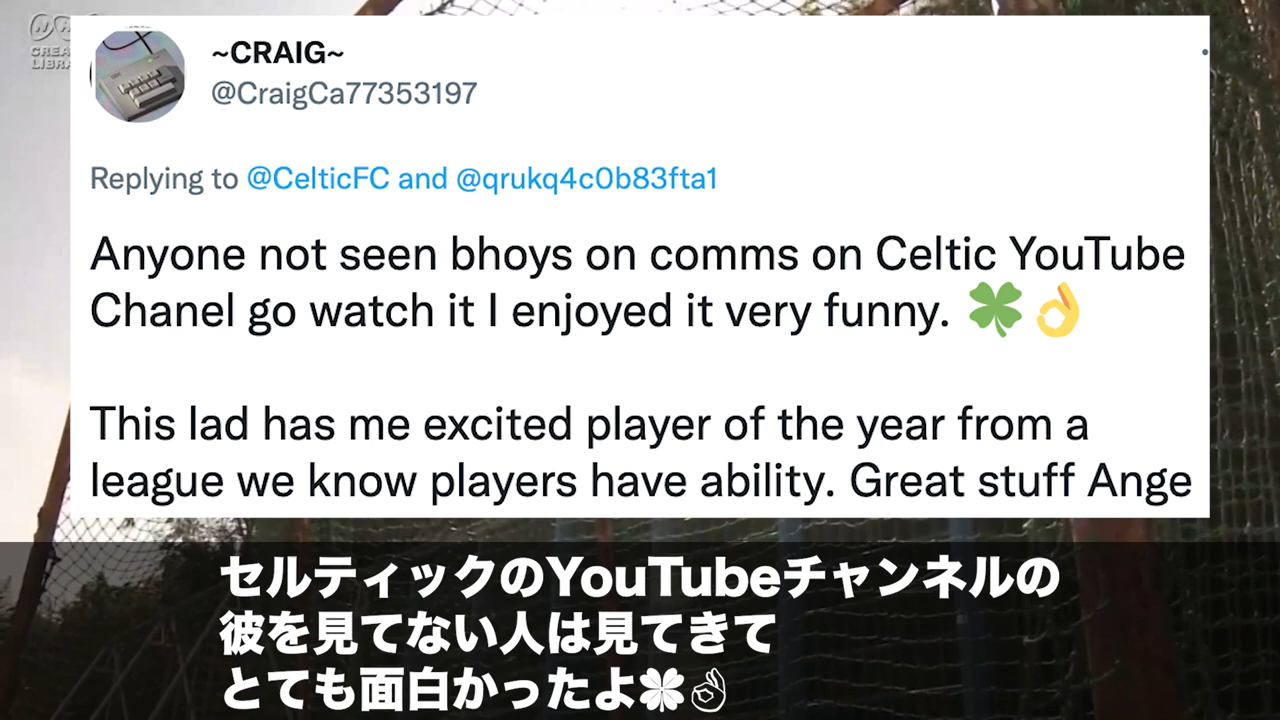 NHK
CREATIVE
LIBRARY
~CRAIG~
@CraigCa77353197
Replying to @CelticFC and @qrukq4c0b83fta1
Anyone not seen bhoys on comms on Celtic YouTube
Chanel go watch it I enjoyed it very funny. 🍀👌
This lad has me excited player of the year from a
league we know players have ability. Great stuff Ange
セルティックのYouTubeチャンネルの
彼を見てない人は見てきて
とても面白かったよ🍀👌